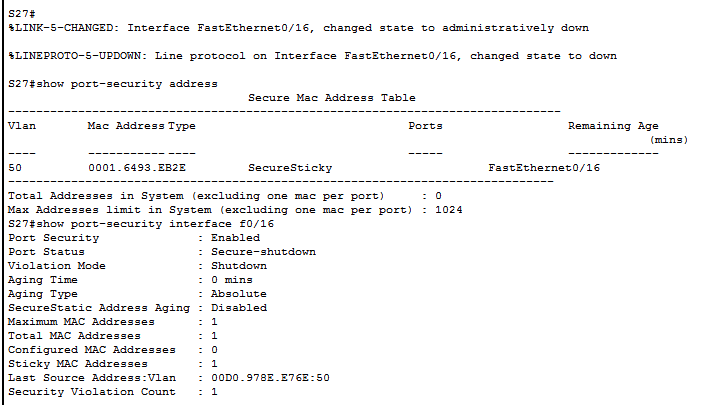 S27#
%LINK-5-CHANGED: Interface FastEthernet0/16, changed state to administratively down
%LINEPROTO-5-UPDOWN: Line protocol on Interface FastEthernet0/16, changed state to down
S27#show port-security address
Secure Mac Address Table
-------------------------------------------------------------------------------
Vlan Mac Address Type Ports Remaining Age
(mins)
---- ----------- ---- ----- -------------
50 0001.6493.EB2E SecureSticky FastEthernet0/16
------------------------------------------------------------------------------
Total Addresses in System (excluding one mac per port) : 0
Max Addresses limit in System (excluding one mac per port) : 1024
S27#show port-security interface f0/16
Port Security : Enabled
Port Status : Secure-shutdown
Violation Mode : Shutdown
Aging Time : 0 mins
Aging Type : Absolute
SecureStatic Address Aging : Disabled
Maximum MAC Addresses : 1
Total MAC Addresses : 1
Configured MAC Addresses : 0
Sticky MAC Addresses : 1
Last Source Address:Vlan : 00D0.978E.E76E:50
Security Violation Count : 1